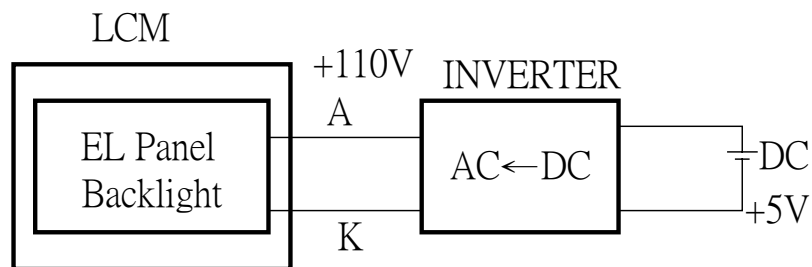 LCM
+110V
INVERTER
A
EL Panel
Backlight
AC←DC
DC
+5V
K